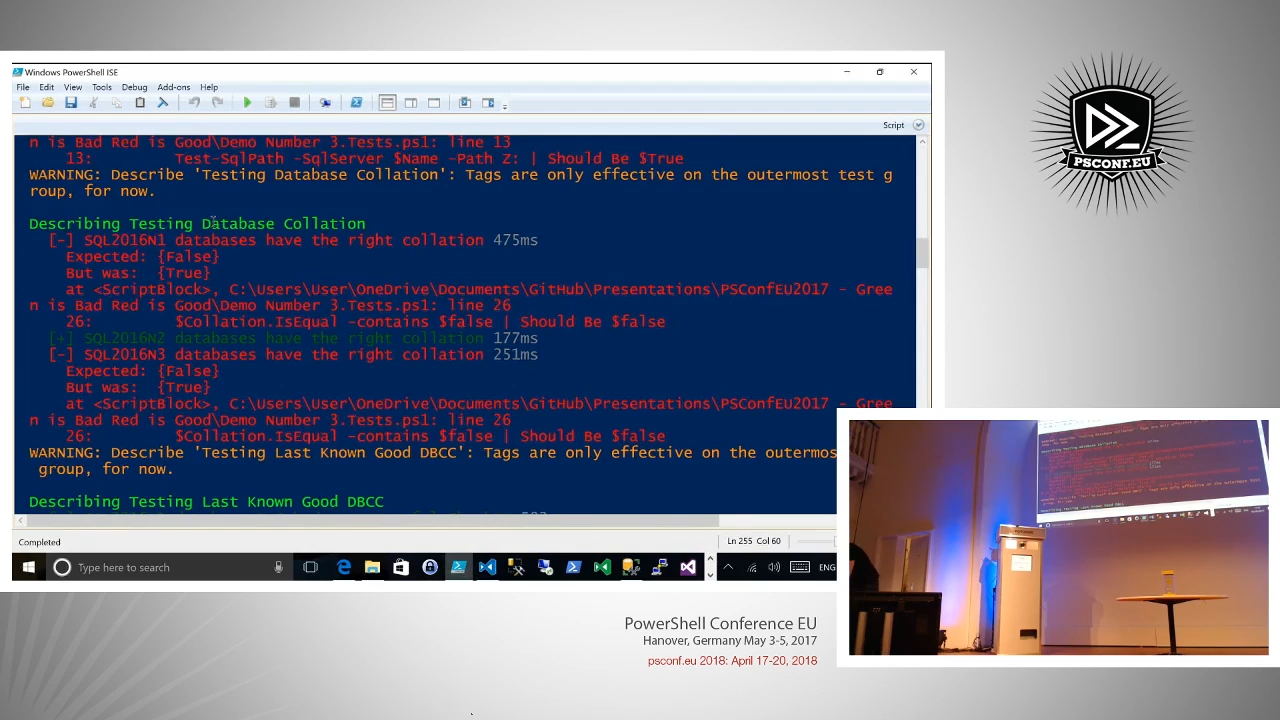 Windows PowerShell ISE
File Edit View Tools Debug Add-ons Help
Script
n is Bad Red is Good\Demo Number 3.Tests.ps1: line 13
13: Test-SqlPath -SqlServer $Name -Path Z: | Should Be $True
WARNING: Describe 'Testing Database Collation': Tags are only effective on the outermost test g
roup, for now.
Describing Testing Database Collation
[-] SQL2016N1 databases have the right collation 475ms
Expected: {False}
But was: {True}
at <ScriptBlock>, C:\Users\User\OneDrive\Documents\GitHub\Presentations\PSConfEU2017 - Gree
n is Bad Red is Good\Demo Number 3.Tests.ps1: line 26
26: $Collation.IsEqual -contains $false | Should Be $false
[+] SQL2016N2 databases have the right collation 177ms
[-] SQL2016N3 databases have the right collation 251ms
Expected: {False}
But was: {True}
at <ScriptBlock>, C:\Users\User\OneDrive\Documents\GitHub\Presentations\PSConfEU2017 - Gree
n is Bad Red is Good\Demo Number 3.Tests.ps1: line 26
26: $Collation.IsEqual -contains $false | Should Be $false
WARNING: Describe 'Testing Last Known Good DBCC': Tags are only effective on the outermo
group, for now.
Describing Testing Last Known Good DBCC
Completed
Ln 255 Col 60
Type here to search
ENG
PSCONF.EU
PowerShell Conference EU
Hanover, Germany May 3-5, 2017
psconf.eu 2018: April 17-20, 2018